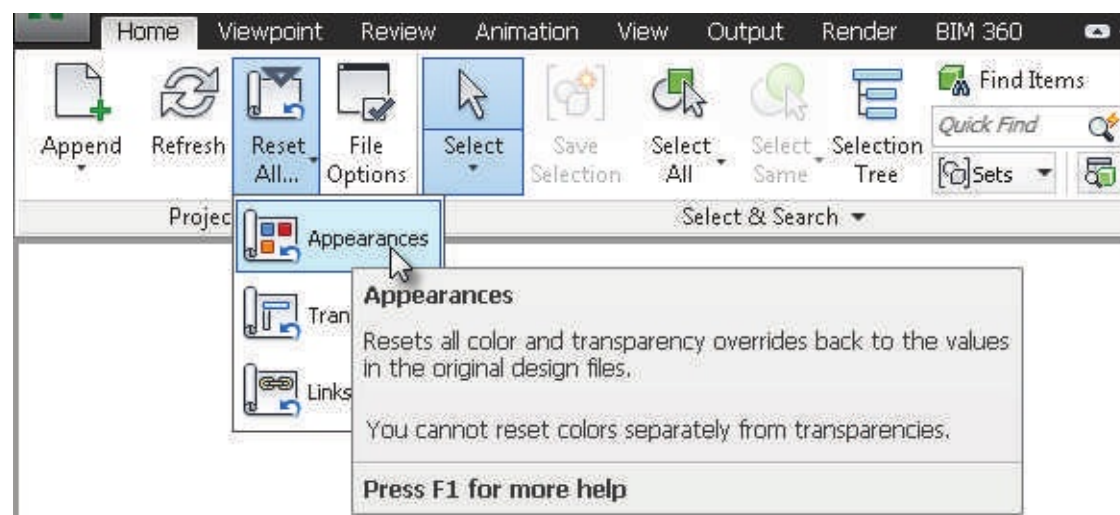 Home Viewpoint Review Animation View Output Render BIM 360
Append
Refresh
Reset
All...
File
Options
Select
Save
Selection
Select
All
Select
Same
Selection
Tree
Find Items
Quick Find
Sets
Projec
Select & Search
Appearances
Tran
Links
Appearances
Resets all color and transparency overrides back to the values
in the original design files.
You cannot reset colors separately from transparencies.
Press F1 for more help